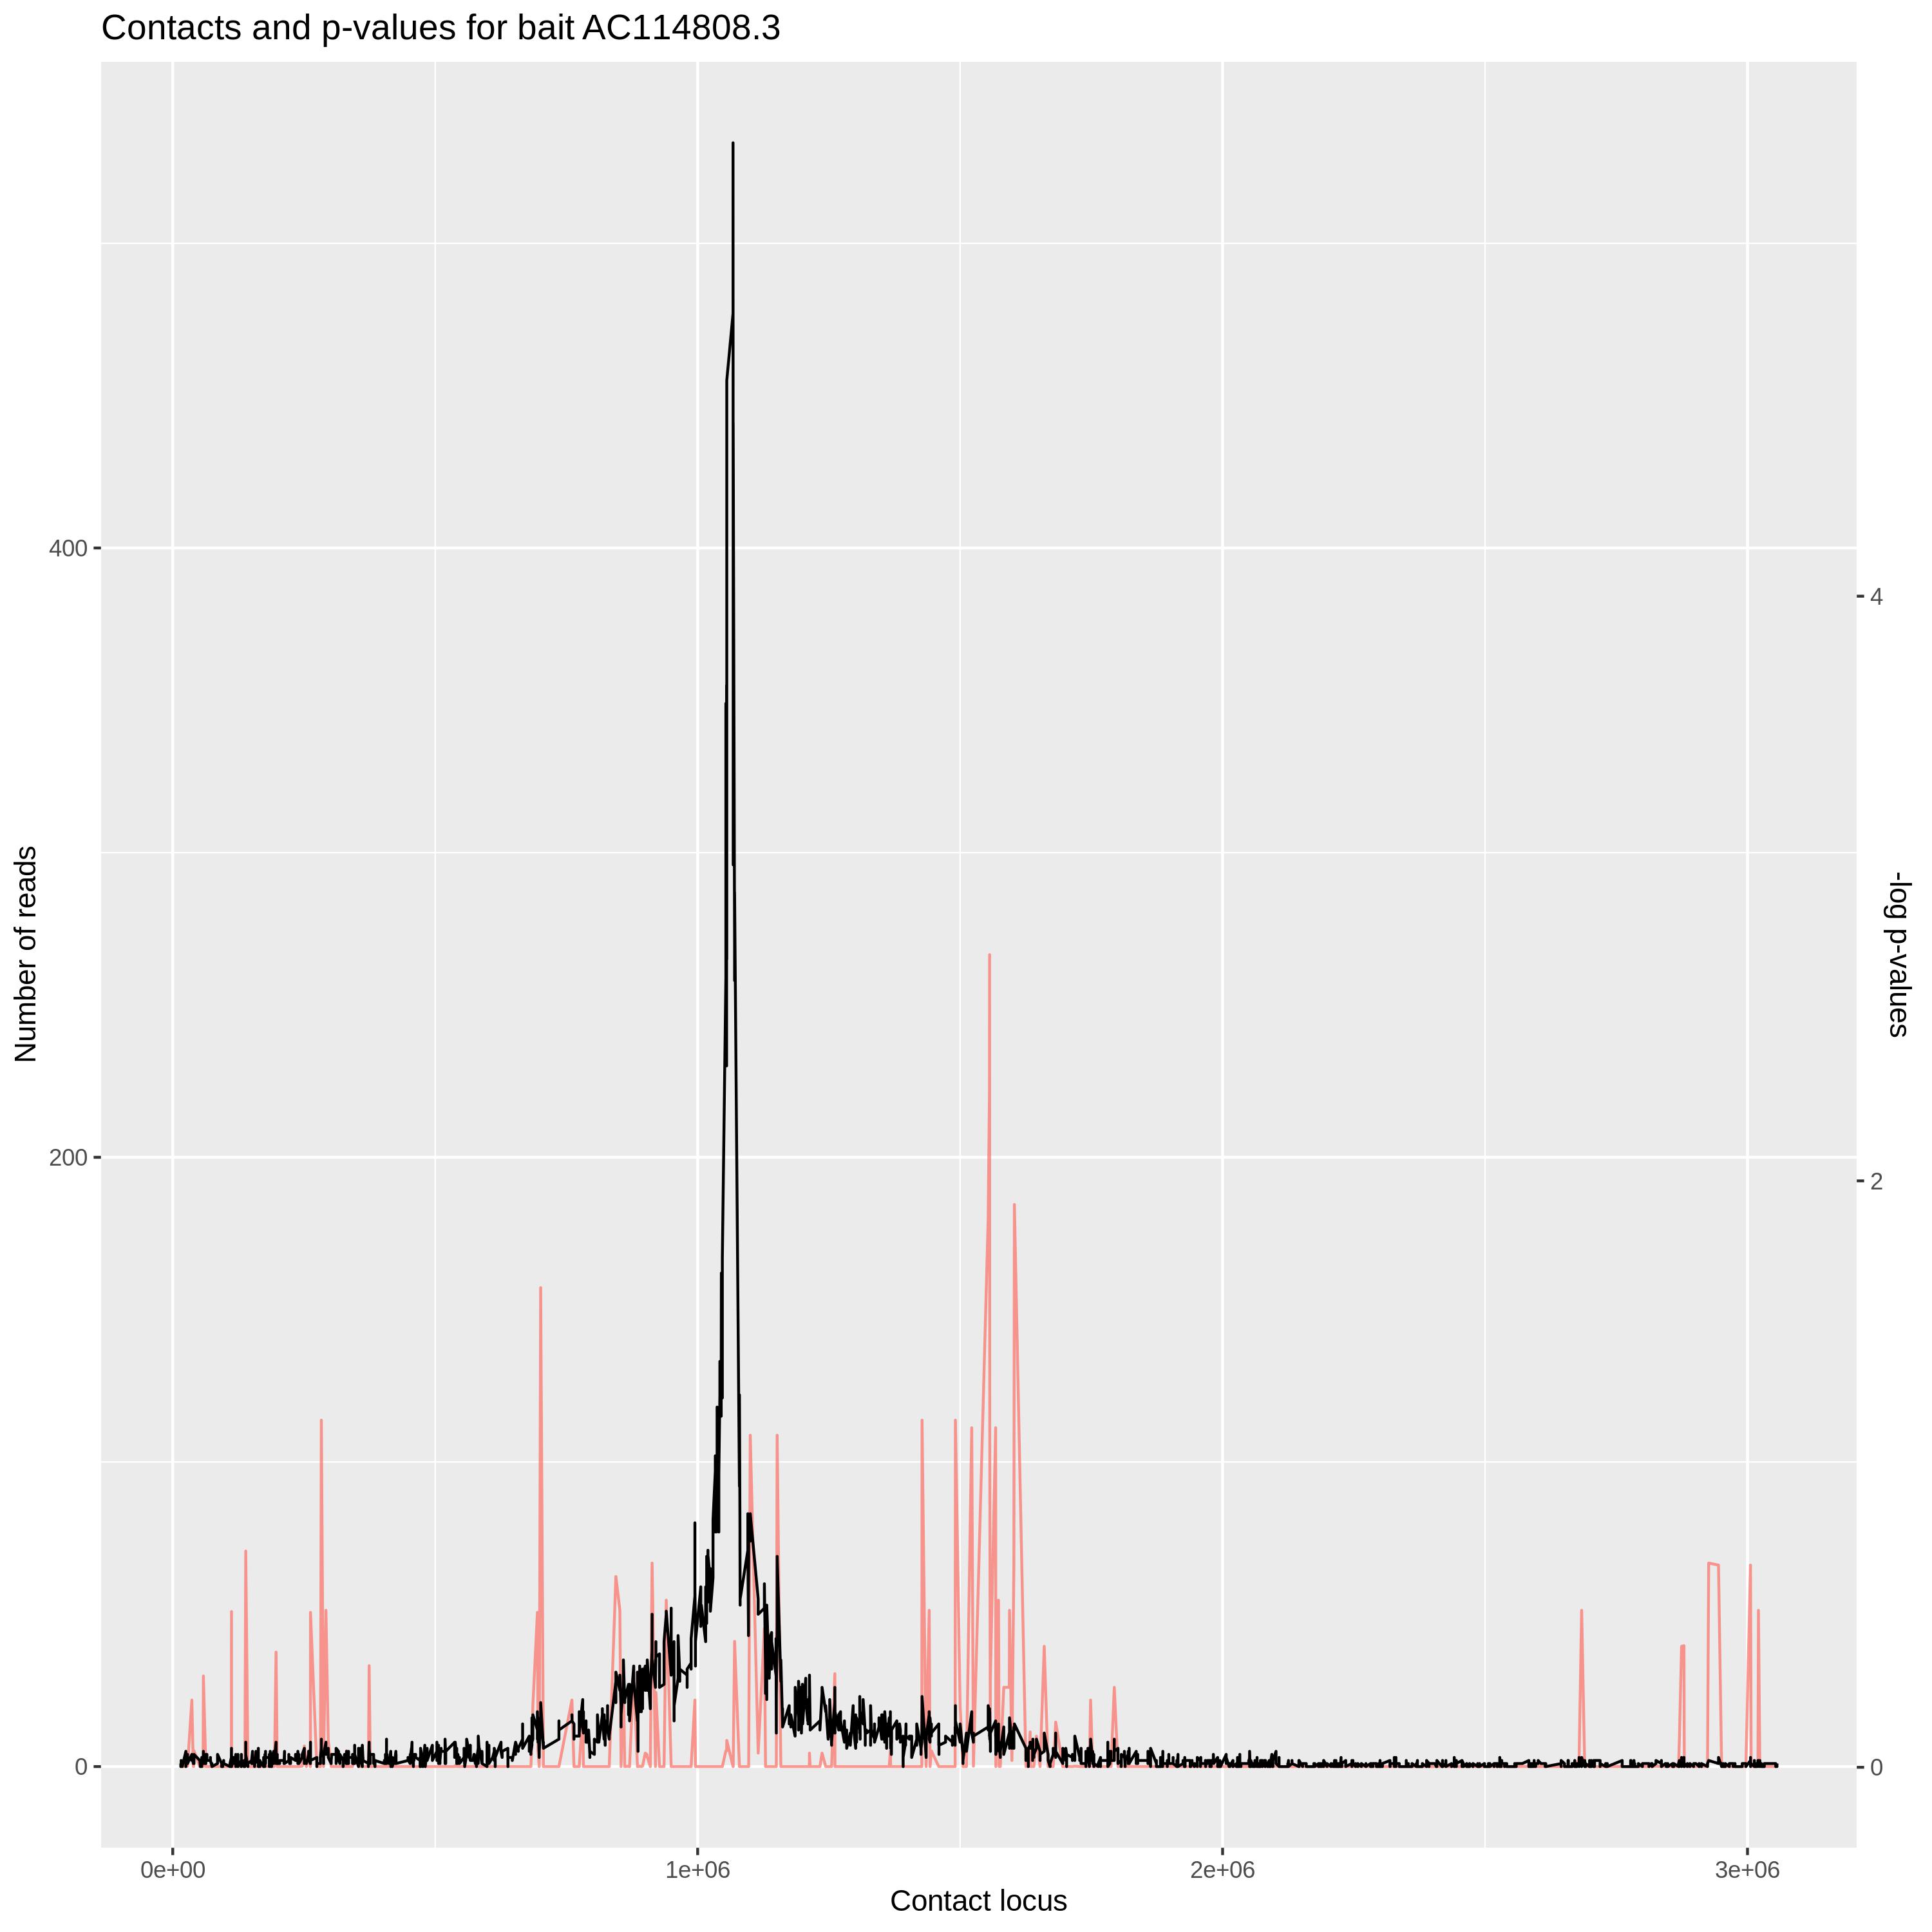 Contacts and p-values for bait AC114808.3
Number of reads
400
200
0
4
2
0
-log p-values
0e+00 1e+06 2e+06 3e+06
Contact locus